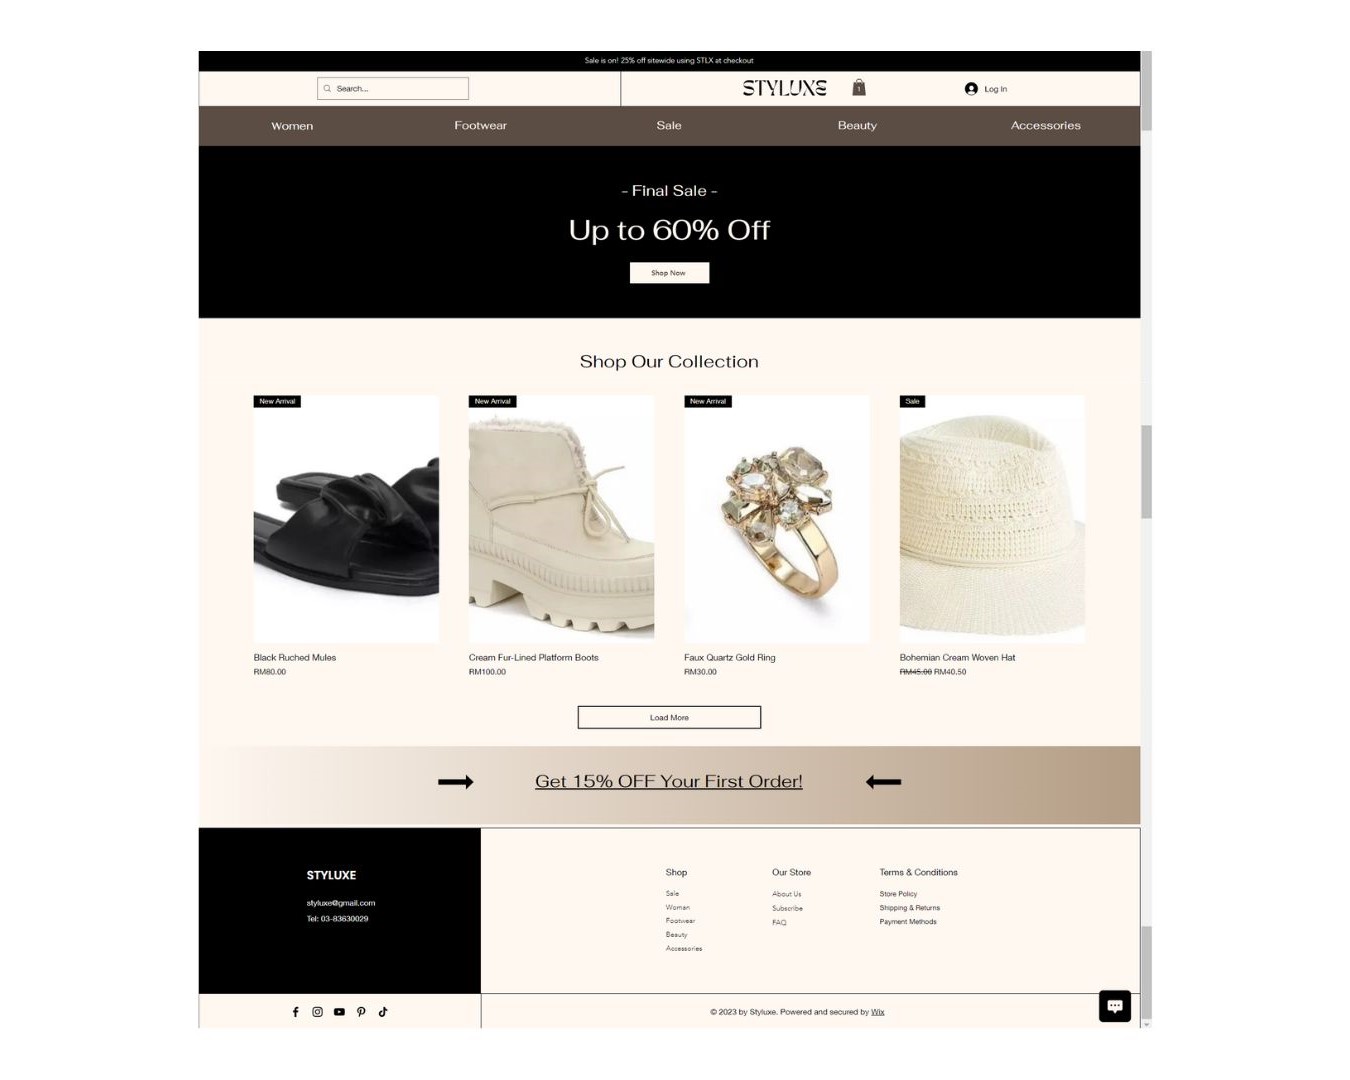 Sale is on! 25% off sitewide using STLX at checkout
Search...
STYLUXE
1
Log In
Women
Footwear
Sale
Beauty
Accessories
- Final Sale -
Up to 60% Off
Shop Now
Shop Our Collection
New Arrival
New Arrival
New Arrival
Sale
Black Ruched Mules
RM80.00
Cream Fur-Lined Platform Boots
RM100.00
Faux Quartz Gold Ring
RM30.00
Bohemian Cream Woven Hat
RM45.00 RM40.50
Load More
Get 15% OFF Your First Order!
STYLUXE
styluxe@gmail.com
Tel: 03-83630029
Shop
Sale
Woman
Footwear
Beauty
Accessories
Our Store
About Us
Subscribe
FAQ
Terms & Conditions
Store Policy
Shipping & Returns
Payment Methods
© 2023 by Styluxe. Powered and secured by Wix